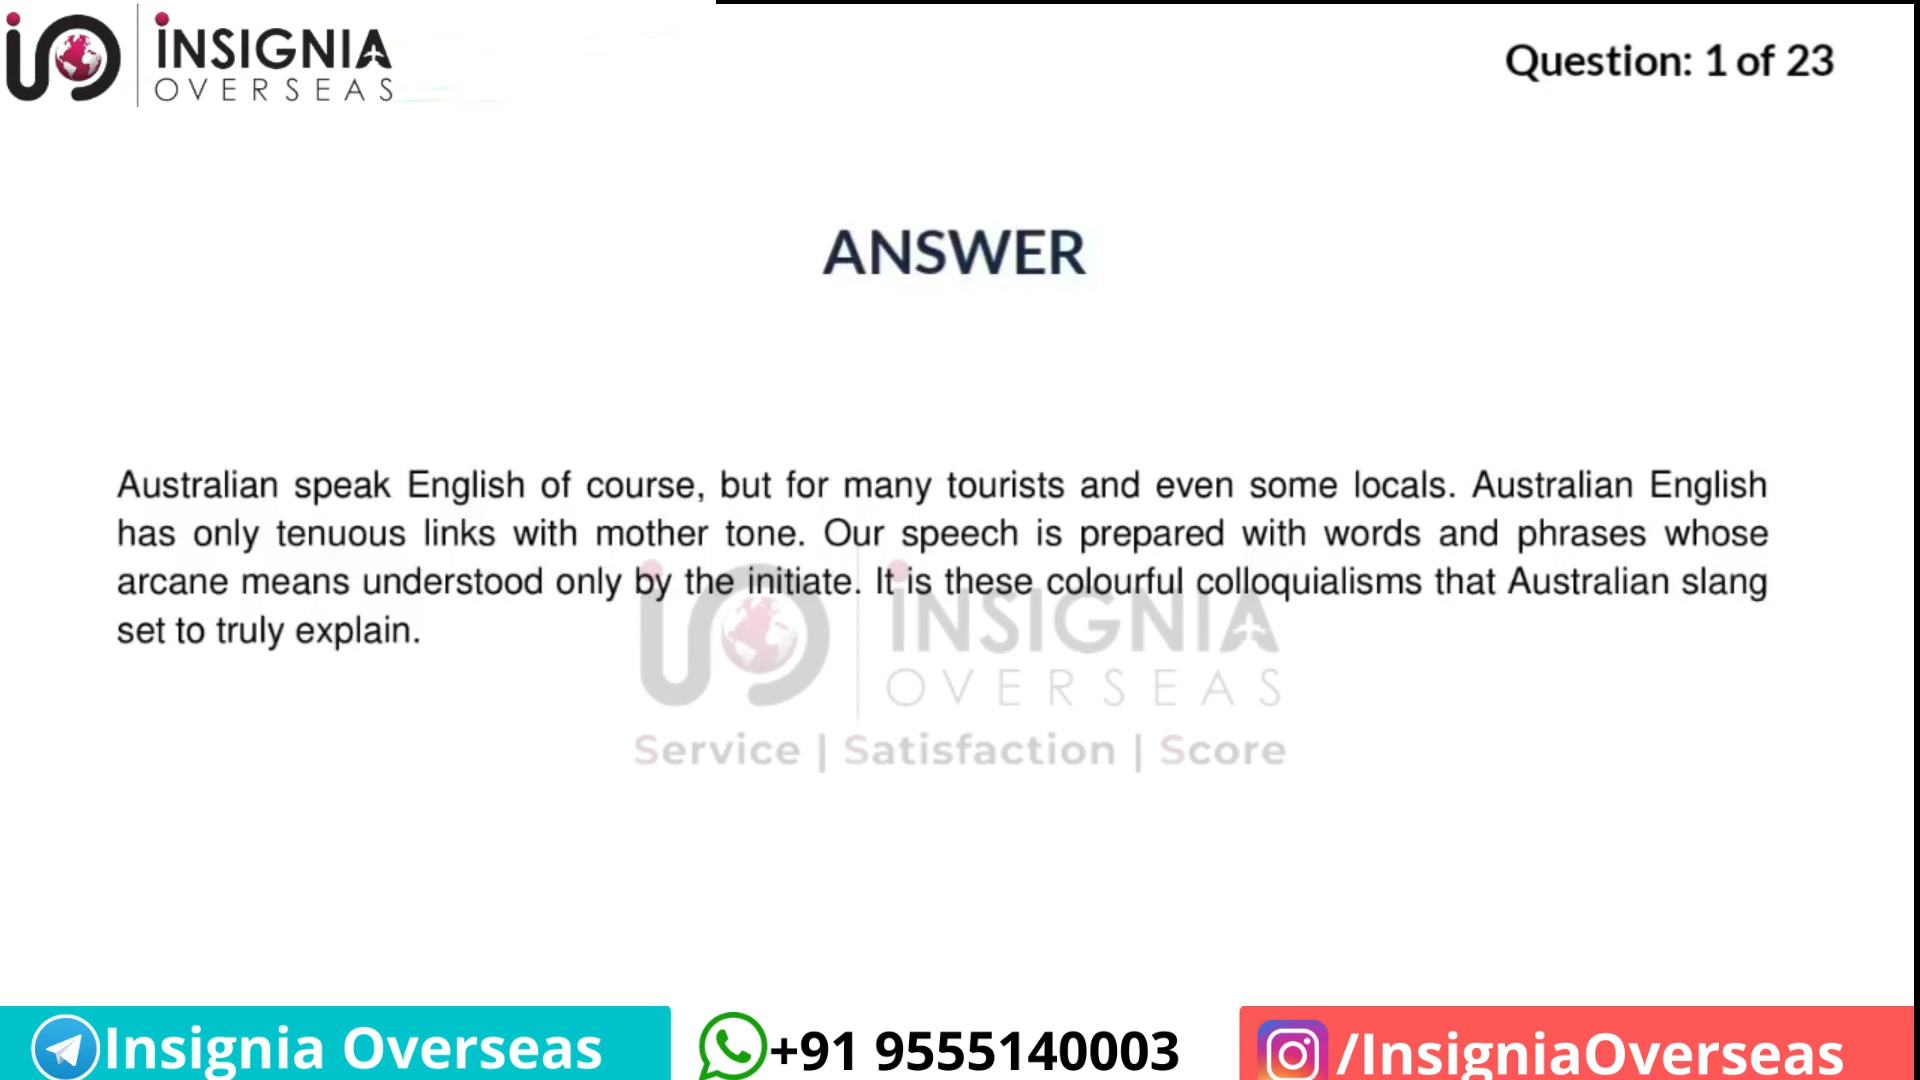 INSIGNIA
OVERSEAS
Question: 1 of 23
ANSWER
Australian speak English of course, but for many tourists and even some locals. Australian English
has only tenuous links with mother tone. Our speech is prepared with words and phrases whose
arcane means understood only by the initiate. It is these colourful colloquialisms that Australian slang
set to truly explain.
INSIGNIA
OVERSEAS
Service | Satisfaction | Score
Insignia Overseas
+91 9555140003
/InsigniaOverseas